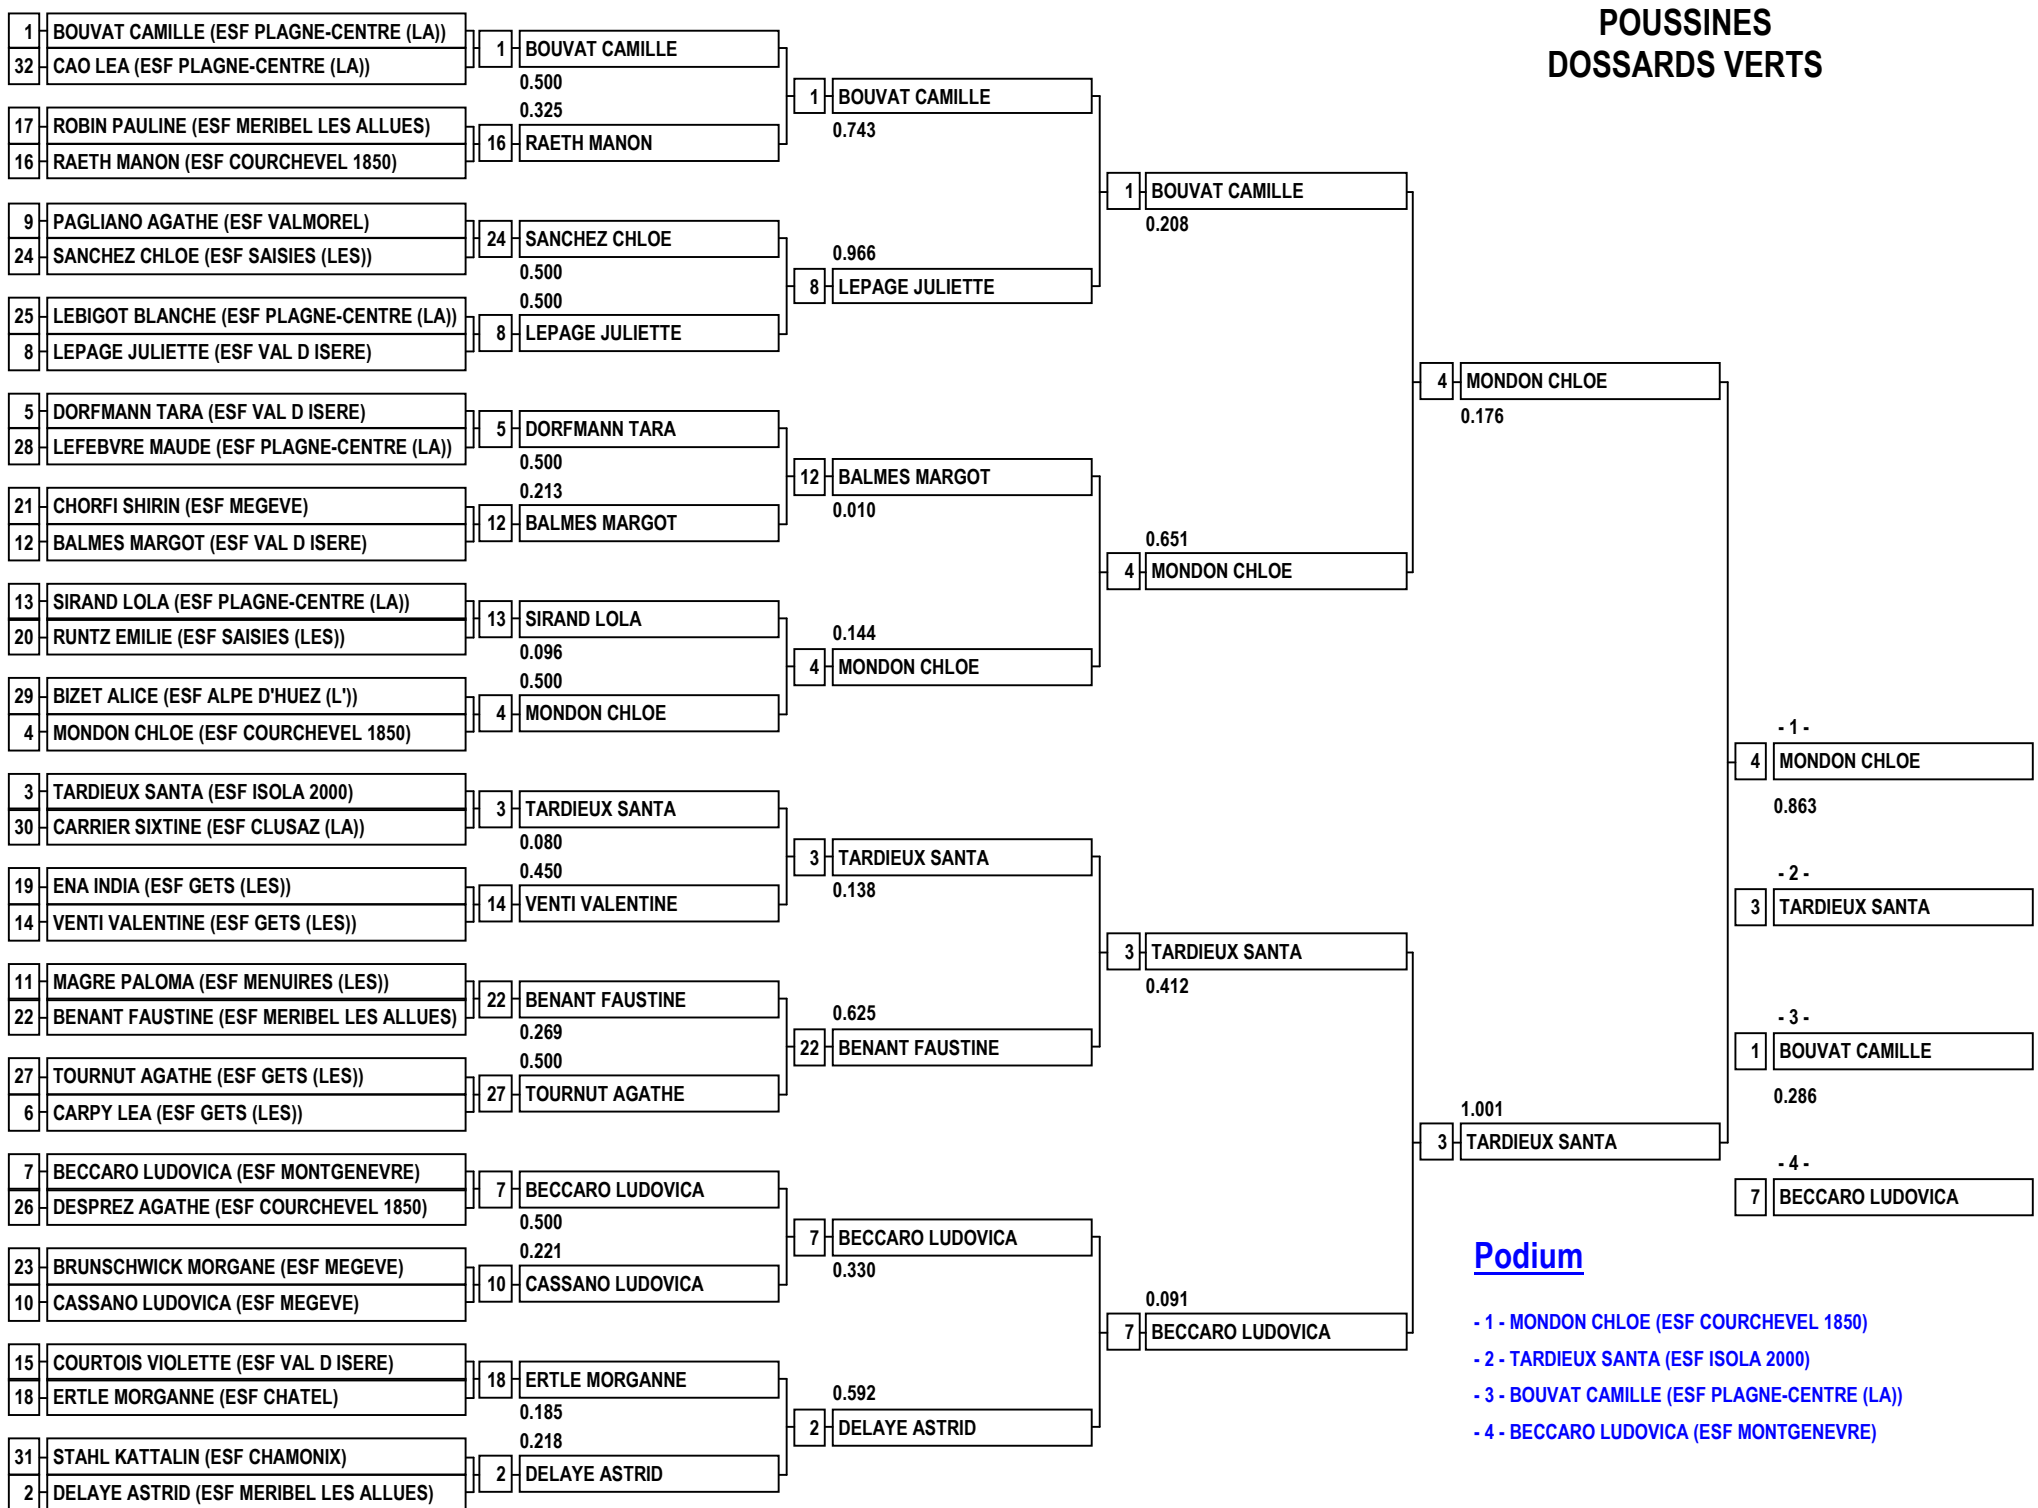 POUSSINES
DOSSARDS VERTS
1 BOUVAT CAMILLE (ESF PLAGNE-CENTRE (LA))
32 CAO LEA (ESF PLAGNE-CENTRE (LA))
17 ROBIN PAULINE (ESF MERIBEL LES ALLUES)
16 RAETH MANON (ESF COURCHEVEL 1850)
9 PAGLIANO AGATHE (ESF VALMOREL)
24 SANCHEZ CHLOE (ESF SAISIES (LES))
25 LEBIGOT BLANCHE (ESF PLAGNE-CENTRE (LA))
8 LEPAGE JULIETTE (ESF VAL D ISERE)
5 DORFMANN TARA (ESF VAL D ISERE)
28 LEFEBVRE MAUDE (ESF PLAGNE-CENTRE (LA))
21 CHORFI SHIRIN (ESF MEGEVE)
12 BALMES MARGOT (ESF VAL D ISERE)
13 SIRAND LOLA (ESF PLAGNE-CENTRE (LA))
20 RUNTZ EMILIE (ESF SAISIES (LES))
29 BIZET ALICE (ESF ALPE D'HUEZ (L'))
4 MONDON CHLOE (ESF COURCHEVEL 1850)
3 TARDIEUX SANTA (ESF ISOLA 2000)
30 CARRIER SIXTINE (ESF CLUSAZ (LA))
19 ENA INDIA (ESF GETS (LES))
14 VENTI VALENTINE (ESF GETS (LES))
11 MAGRE PALOMA (ESF MENUIRES (LES))
22 BENANT FAUSTINE (ESF MERIBEL LES ALLUES)
27 TOURNUT AGATHE (ESF GETS (LES))
6 CARPY LEA (ESF GETS (LES))
7 BECCARO LUDOVICA (ESF MONTGENEVRE)
26 DESPREZ AGATHE (ESF COURCHEVEL 1850)
23 BRUNSCHWICK MORGANE (ESF MEGEVE)
10 CASSANO LUDOVICA (ESF MEGEVE)
15 COURTOIS VIOLETTE (ESF VAL D ISERE)
18 ERTLE MORGANNE (ESF CHATEL)
31 STAHL KATTALIN (ESF CHAMONIX)
2 DELAYE ASTRID (ESF MERIBEL LES ALLUES)
1 BOUVAT CAMILLE
0.500
0.325
16 RAETH MANON
24 SANCHEZ CHLOE
0.500
0.500
8 LEPAGE JULIETTE
5 DORFMANN TARA
0.500
0.213
12 BALMES MARGOT
13 SIRAND LOLA
0.096
0.500
4 MONDON CHLOE
3 TARDIEUX SANTA
0.080
0.450
14 VENTI VALENTINE
22 BENANT FAUSTINE
0.269
0.500
27 TOURNUT AGATHE
7 BECCARO LUDOVICA
0.500
0.221
10 CASSANO LUDOVICA
18 ERTLE MORGANNE
0.185
0.218
2 DELAYE ASTRID
1 BOUVAT CAMILLE
0.743
0.966
8 LEPAGE JULIETTE
12 BALMES MARGOT
0.010
0.144
4 MONDON CHLOE
3 TARDIEUX SANTA
0.138
0.625
22 BENANT FAUSTINE
7 BECCARO LUDOVICA
0.330
0.592
2 DELAYE ASTRID
1 BOUVAT CAMILLE
0.208
0.651
4 MONDON CHLOE
3 TARDIEUX SANTA
0.412
0.091
7 BECCARO LUDOVICA
4 MONDON CHLOE
0.176
1.001
3 TARDIEUX SANTA
- 1 -
4 MONDON CHLOE
0.863
- 2 -
3 TARDIEUX SANTA
- 3 -
1 BOUVAT CAMILLE
0.286
- 4 -
7 BECCARO LUDOVICA
Podium
- 1 - MONDON CHLOE (ESF COURCHEVEL 1850)
- 2 - TARDIEUX SANTA (ESF ISOLA 2000)
- 3 - BOUVAT CAMILLE (ESF PLAGNE-CENTRE (LA))
- 4 - BECCARO LUDOVICA (ESF MONTGENEVRE)